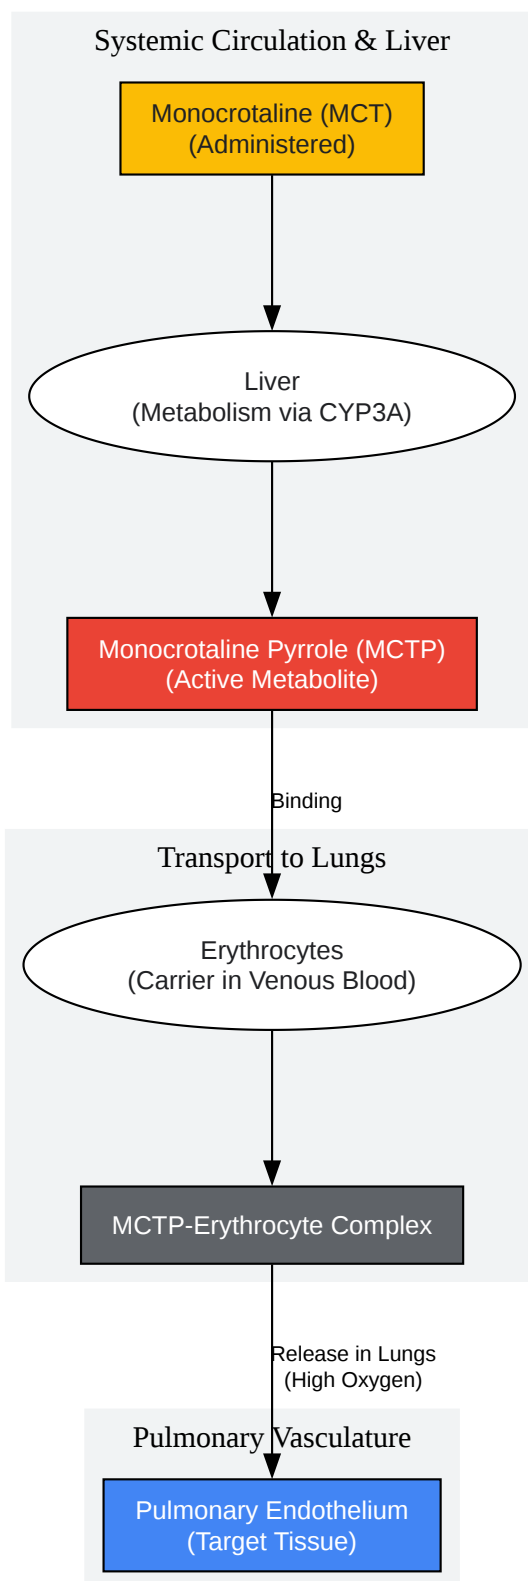 Systemic Circulation & Liver
Monocrotaline (MCT)
(Administered)
Liver
(Metabolism via CYP3A)
Monocrotaline Pyrrole (MCTP)
(Active Metabolite)
Binding
Transport to Lungs
Erythrocytes
(Carrier in Venous Blood)
MCTP-Erythrocyte Complex
Release in Lungs
(High Oxygen)
Pulmonary Vasculature
Pulmonary Endothelium
(Target Tissue)